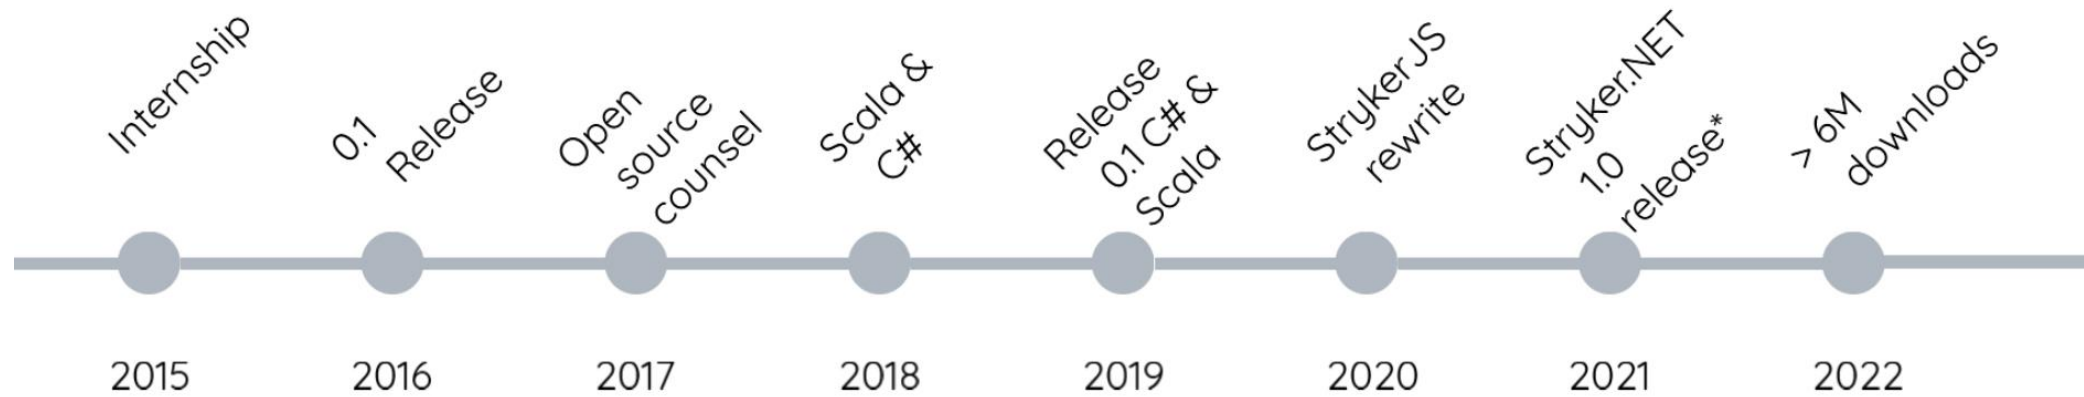 Internship
0.1
Release
Open
source
counsel
Scala &
C#
Release
0.1 C# &
Scala
Stryker JS
rewrite
Stryker.NET
1.0
release*
> 6M
downloads
2015
2016
2017
2018
2019
2020
2021
2022